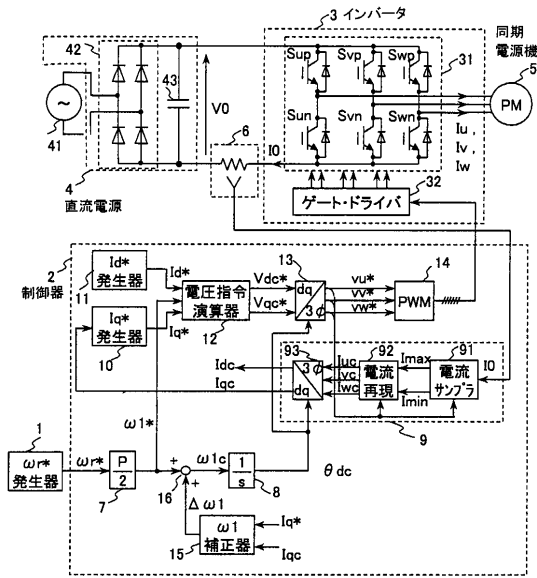 3 インバータ
同期
電源機
5
PM
42
43
41
4
直流電源
V0
6
I0
31
Sup
Svp
Swp
Sun
Svn
Swn
Iu,
Iv,
Iw
32
ゲート・ドライバ
2
制御器
Id*
発生器
11
Id*
Iq*
発生器
10
Iq*
電圧指令
演算器
12
Vdc*
Vqc*
13
dq
3φ
vu*
vv*
vw*
14
PWM
93
3φ
dq
Idc
Iqc
Iuc
Ivc
Iwc
92
電流
再現
Imax
Imin
91
電流
サンプラ
I0
9
1
ωr*
発生器
ωr*
P
2
7
ω1*
+
+
16
ω1c
1
s
8
θdc
Δω1
ω1
補正器
15
Iq*
Iqc